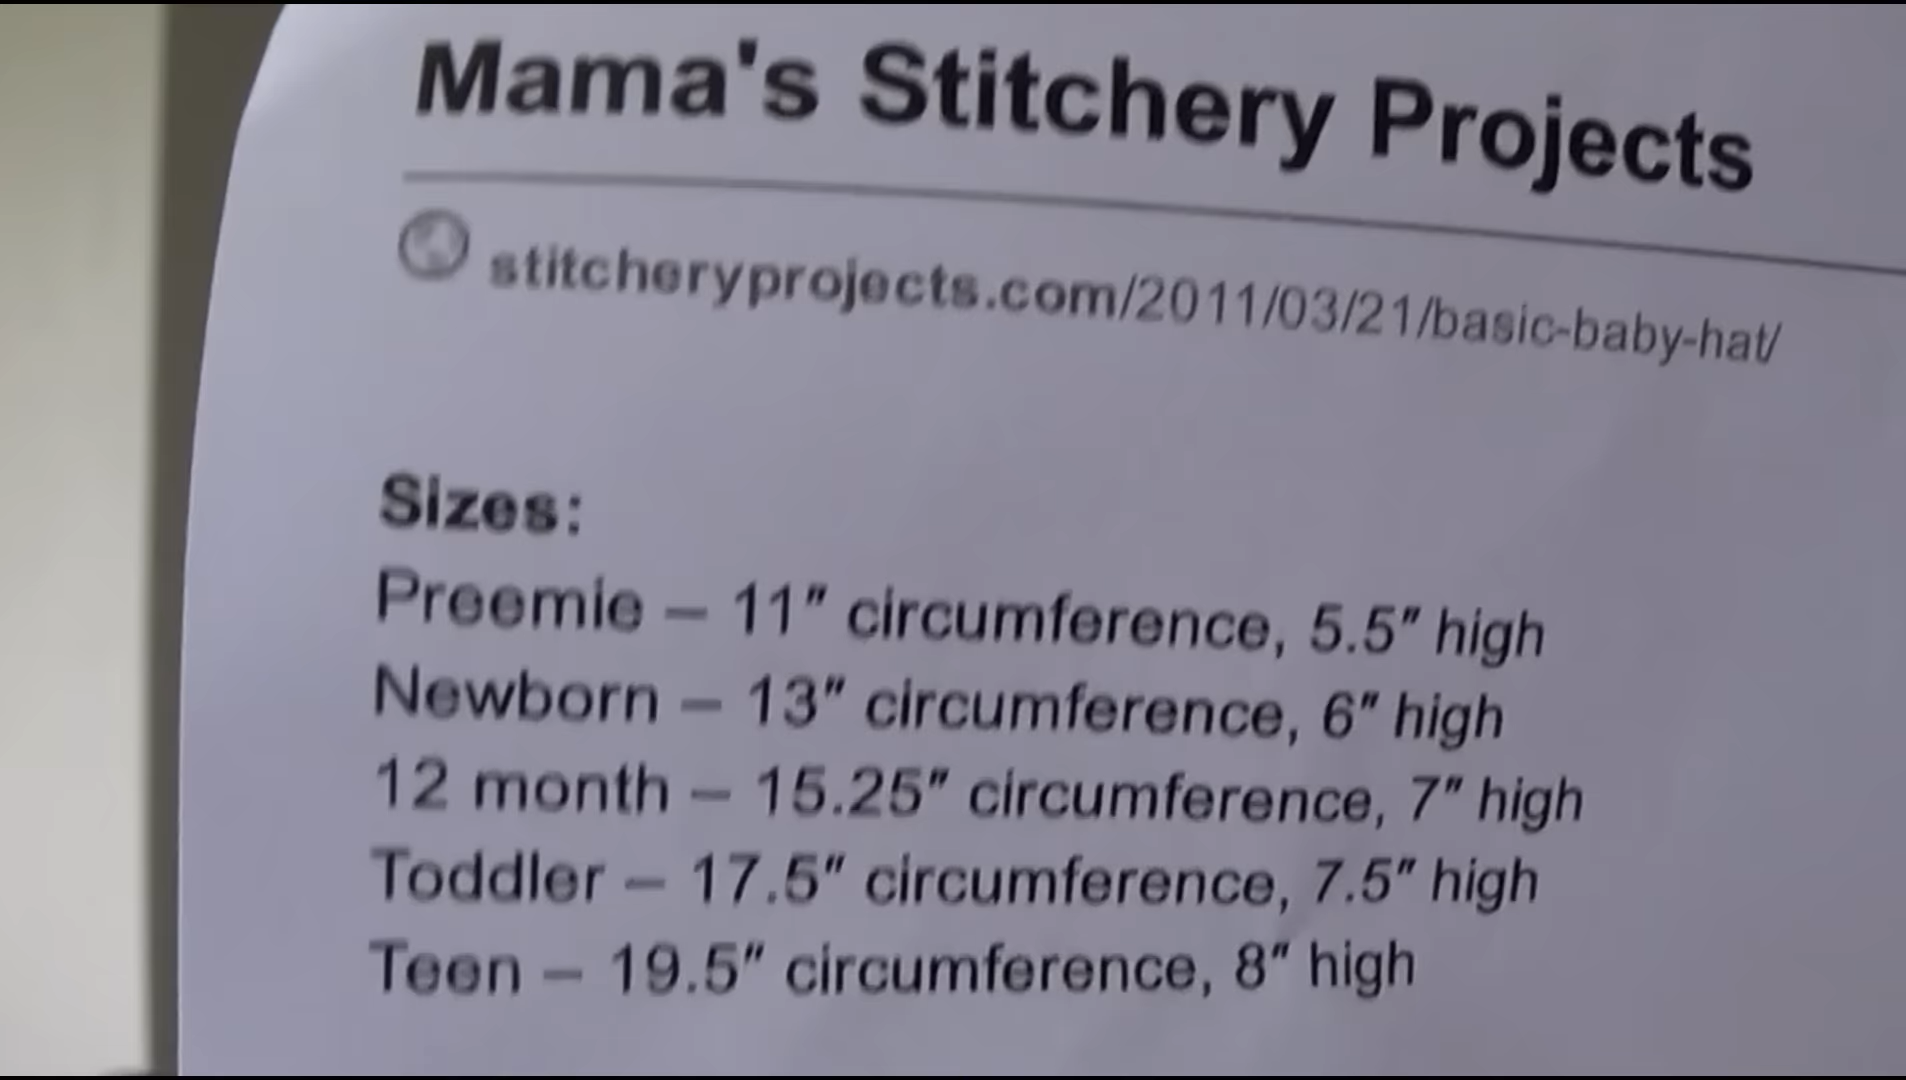 Mama's Stitchery Projects
stitcheryprojects.com/2011/03/21/basic-baby-hat/
Sizes:
Preemie – 11″ circumference, 5.5″ high
Newborn – 13″ circumference, 6″ high
12 month – 15.25″ circumference, 7″ high
Toddler – 17.5″ circumference, 7.5″ high
Teen – 19.5″ circumference, 8″ high